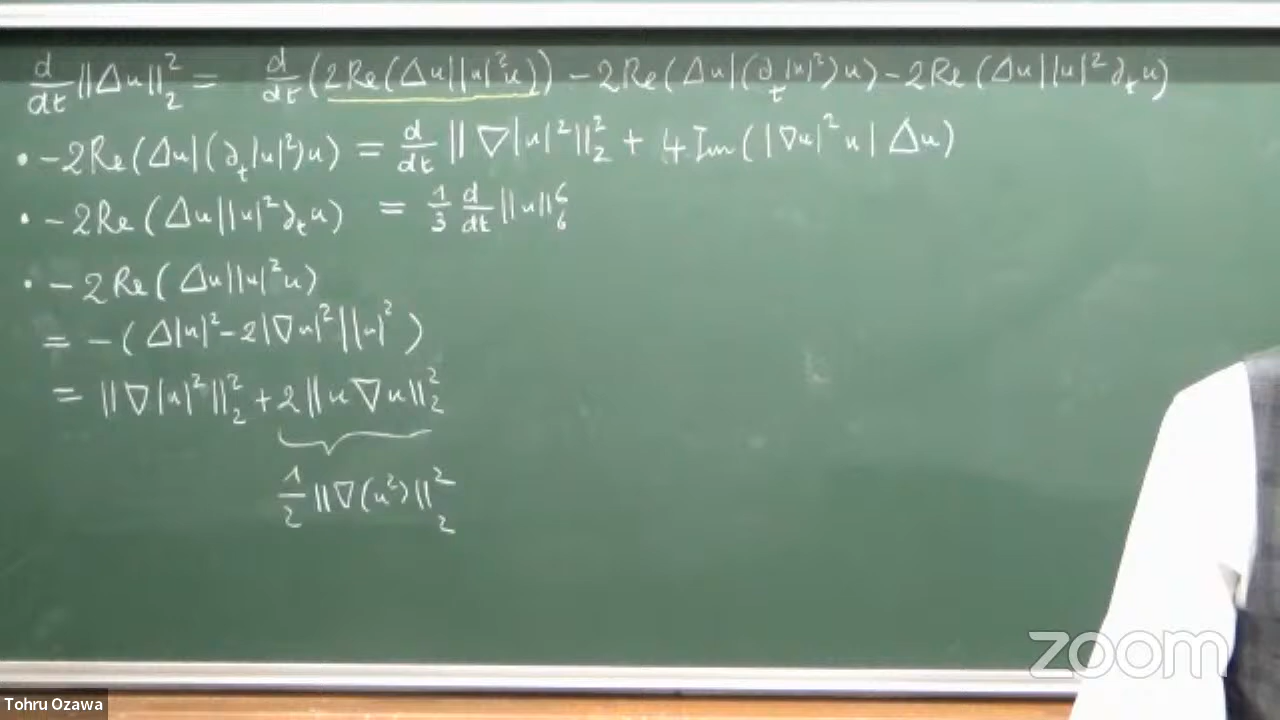 d/dt ||Δu||₂² = d/dt (2Re(Δu||u|²u)) − 2Re(Δu|(∂ₜ|u|²)u) − 2Re(Δu||u|²∂ₜu)
• −2Re(Δu|(∂ₜ|u|²)u) = d/dt ||∇|u|²||₂² + 4Im(|∇u|²u|Δu)
• −2Re(Δu||u|²∂ₜu) = 1/3 d/dt ||u||₆⁶
• −2Re(Δu||u|²u)
= −(Δ|u|²−2|∇u|²||u|²)
= ||∇|u|²||₂² + 2||u∇u||₂²
1/2 ||∇(u²)||₂²
zoom
Tohru Ozawa